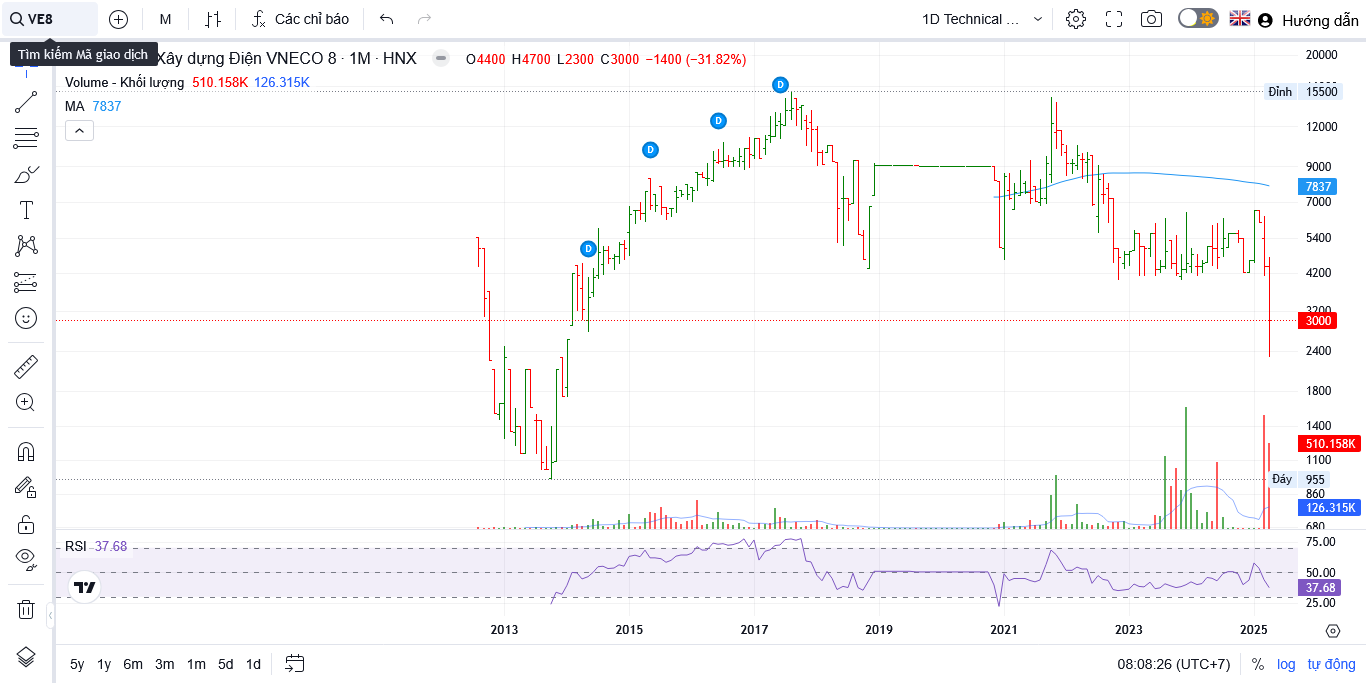 VE8
M
Các chỉ báo
1D Technical ...
Hướng dẫn
Tìm kiếm Mã giao dịch
Xây dựng Điện VNECO 8 · 1M · HNX
O4400 H4700 L2300 C3000 −1400 (−31.82%)
Volume - Khối lượng 510.158K 126.315K
MA 7837
20000
Đỉnh 15500
12000
9000
7837
7000
5400
4200
3200
3000
2400
1800
1400
510.158K
1100
Đáy 955
860
126.315K
680
D
D
D
D
RSI 37.68
75.00
50.00
37.68
25.00
2013 2015 2017 2019 2021 2023 2025
5y 1y 6m 3m 1m 5d 1d
08:08:26 (UTC+7) % log tự động